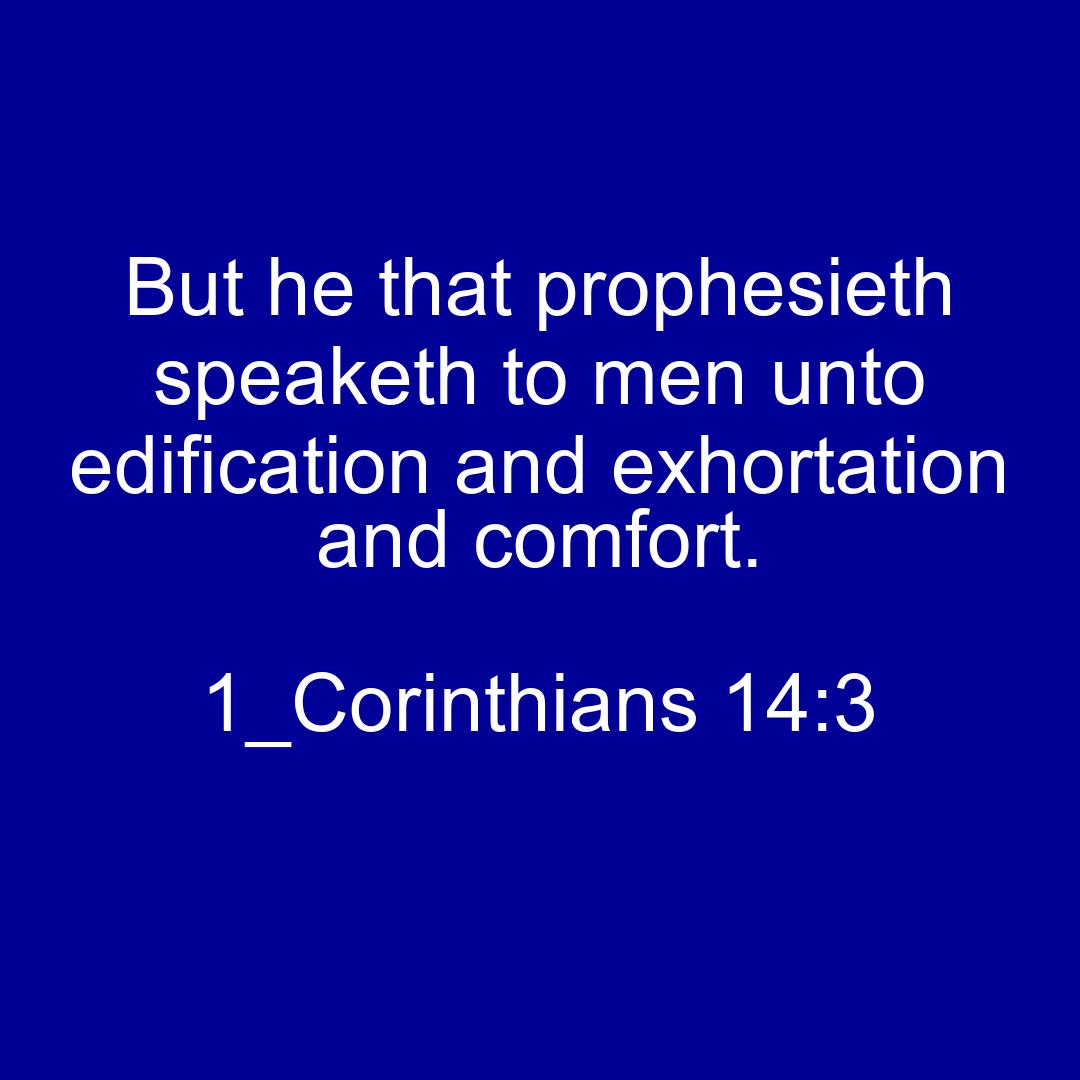 But he that prophesieth
speaketh to men unto
edification and exhortation
and comfort.
1_Corinthians 14:3